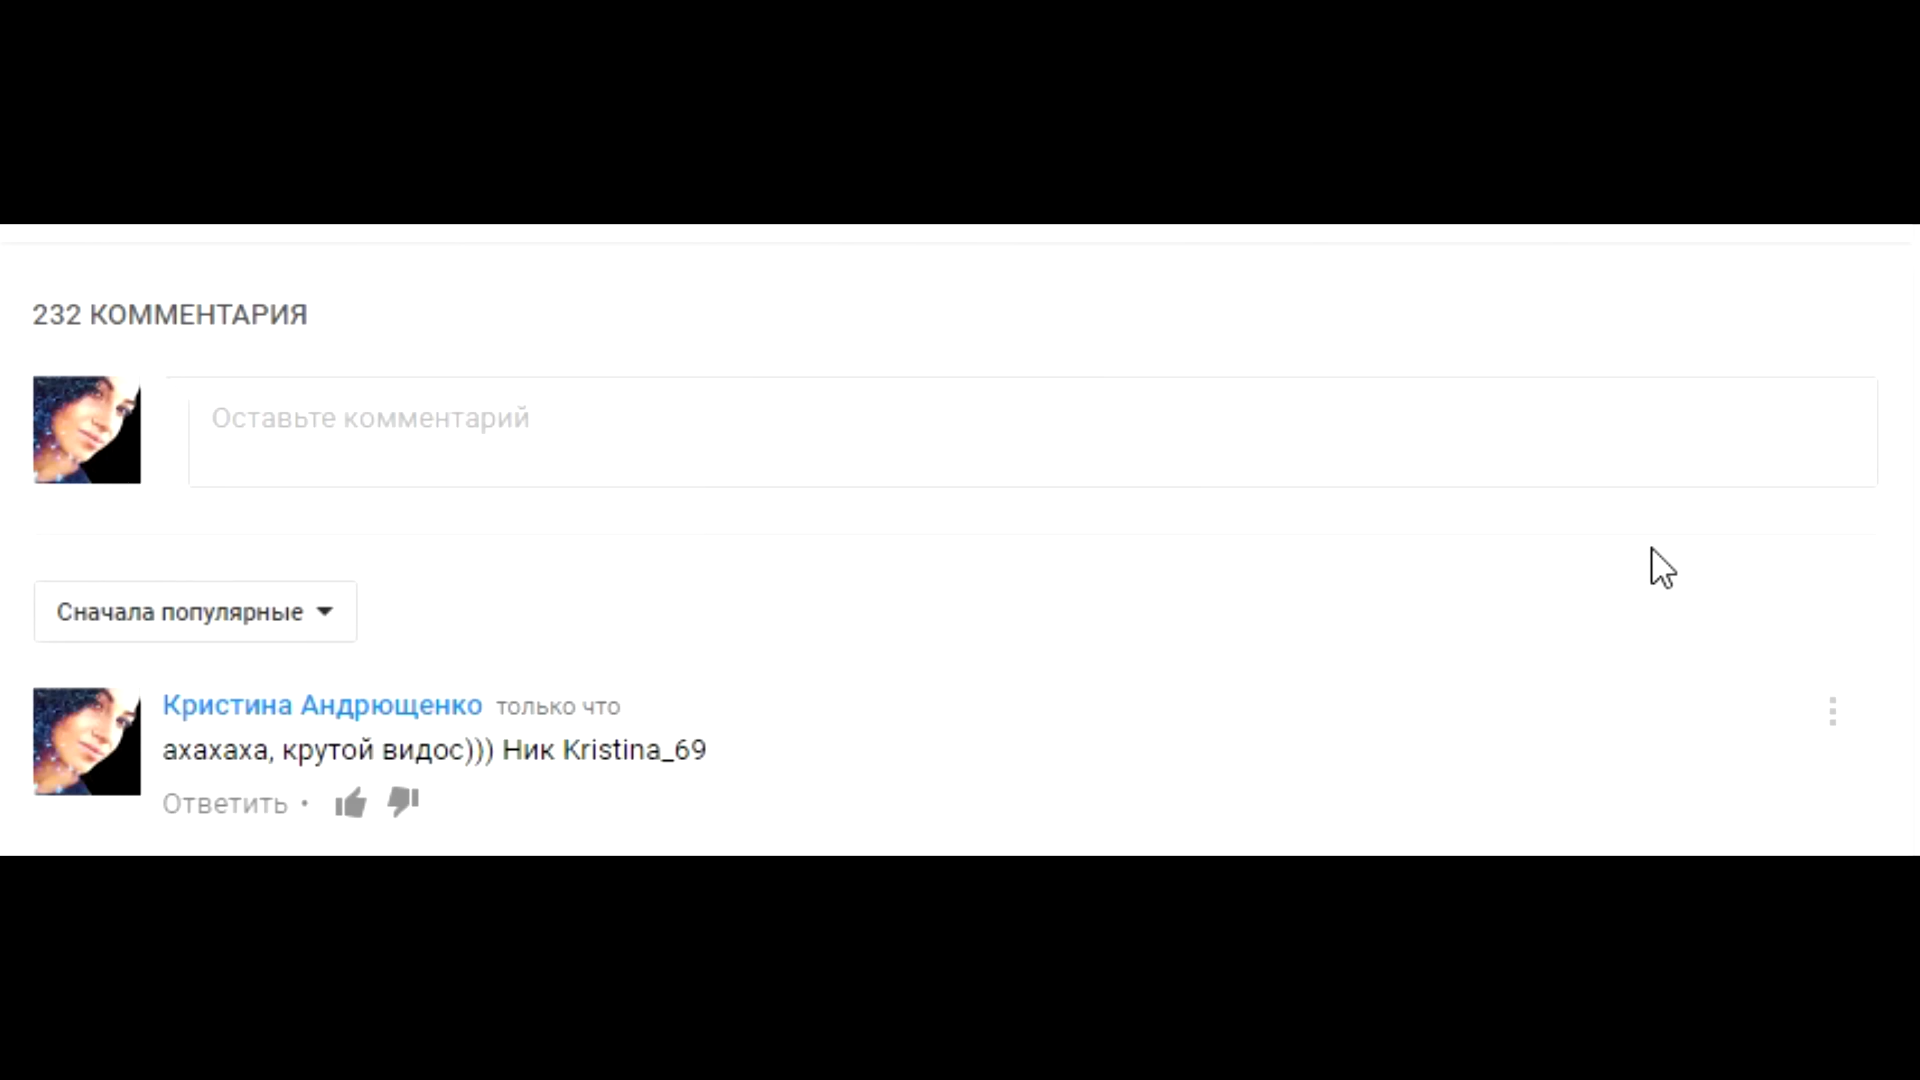 232 КОММЕНТАРИЯ
Оставьте комментарий
Сначала популярные
Кристина Андрющенко только что
ахахаха, крутой видос))) Ник Kristina_69
Ответить •